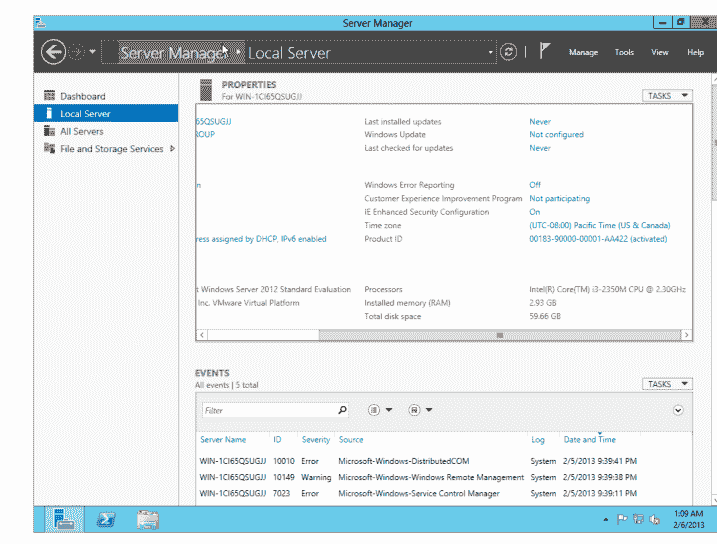 Server Manager
Server Manager ▸ Local Server
Manage Tools View Help
Dashboard
Local Server
All Servers
File and Storage Services
PROPERTIES
For WIN-1CI65QSUGJJ
TASKS
65QSUGJJ Last installed updates Never
OUP Windows Update Not configured
Last checked for updates Never
n Windows Error Reporting Off
Customer Experience Improvement Program Not participating
IE Enhanced Security Configuration On
Time zone (UTC-08:00) Pacific Time (US & Canada)
ress assigned by DHCP, IPv6 enabled Product ID 00183-90000-00001-AA422 (activated)
t Windows Server 2012 Standard Evaluation Processors Intel(R) Core(TM) i3-2350M CPU @ 2.30GHz
Inc. VMware Virtual Platform Installed memory (RAM) 2.93 GB
Total disk space 59.66 GB
EVENTS
All events | 5 total
TASKS
Filter
Server Name ID Severity Source Log Date and Time
WIN-1CI65QSUGJJ 10010 Error Microsoft-Windows-DistributedCOM System 2/5/2013 9:39:41 PM
WIN-1CI65QSUGJJ 10149 Warning Microsoft-Windows-Windows Remote Management System 2/5/2013 9:39:38 PM
WIN-1CI65QSUGJJ 7023 Error Microsoft-Windows-Service Control Manager System 2/5/2013 9:39:11 PM
1:09 AM
2/6/2013